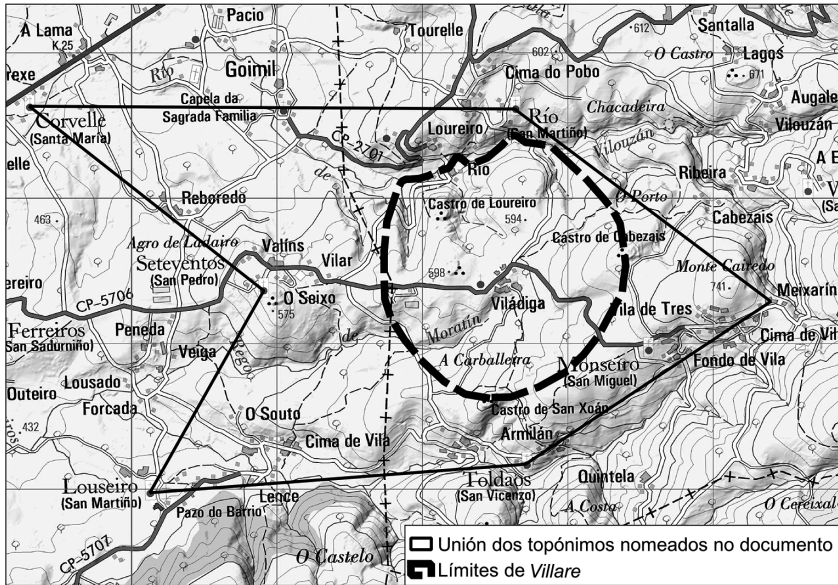 A Lama
K.25
Pacio
Tourelle
612
Santalla
Goimil
602
O Castro
Lagos
671
Río
Cima do Pobo
Augale
Capela da
Sagrada Familia
Corvelle
(Santa María)
Río
(San Martiño)
Chacadeira
Vilouzán
Loureiro
CP-2701
Vilouzán
Río
Ribeira
Reboredo
de
O Porto
Castro de Loureiro
Cabezais
463
594
Agro de Ladairo
Valíns
Castro de Cabezais
Seteventos
(San Pedro)
Vilar
598
Monte Cairedo
CP-5706
O Seixo
575
Viládiga
741
Meixarín
Vila de Tres
Ferreiros
(San Sadurniño)
Peneda
de
Moratín
Cima de Vil
Veiga
Rego
A Carballeira
Monseiro
(San Miguel)
Fondo de Vila
Outeiro
Lousado
Forcada
O Souto
Castro de San Xoán
432
Cima de Vila
Armilán
Louseiro
(San Martiño)
Toldaos
(San Vicenzo)
Quintela
Lence
Pazo do Barrio
A Costa
O Cereixal
CP-5707
O Castelo
Unión dos topónimos nomeados no documento
Límites de Villare